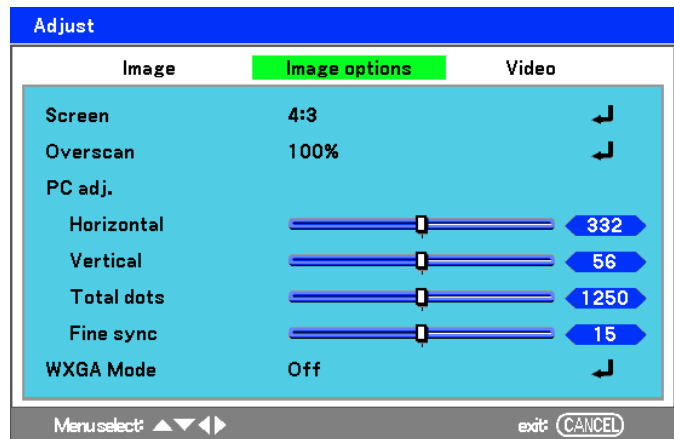 Adjust
Image Image options Video
Screen 4:3
Overscan 100%
PC adj.
Horizontal 332
Vertical 56
Total dots 1250
Fine sync 15
WXGA Mode Off
Menu select: exit: CANCEL